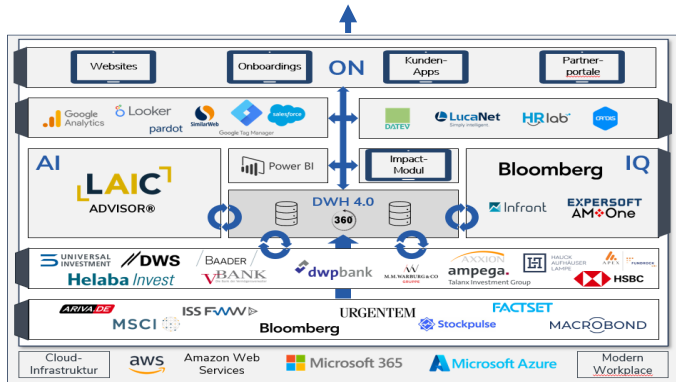 Websites
Onboardings
ON
Kunden-
Apps
Partner-
portale
Google
Analytics
Looker
pardot
SimilarWeb
Google Tag Manager
salesforce
DATEV
LucaNet
Simply intelligent.
HRlab
AI
LAIC
ADVISOR®
Power BI
Impact-
Modul
IQ
Bloomberg
Infront
EXPERSOFT
AM One
DWH 4.0
360
UNIVERSAL
INVESTMENT
DWS
BAADER
Helaba Invest
VBANK
dwpbank
M.M.WARBURG & CO
GRUPPE
AXXION
ampega.
Talanx Investment Group
HAUCK
AUFHÄUSER
LAMPE
APEX
FUNDROCK
HSBC
ARIVA.DE
ISS FWW
URGENTEM
FACTSET
MSCI
Bloomberg
Stockpulse
MACROBOND
Cloud-
Infrastruktur
aws
Amazon Web
Services
Microsoft 365
Microsoft Azure
Modern
Workplace